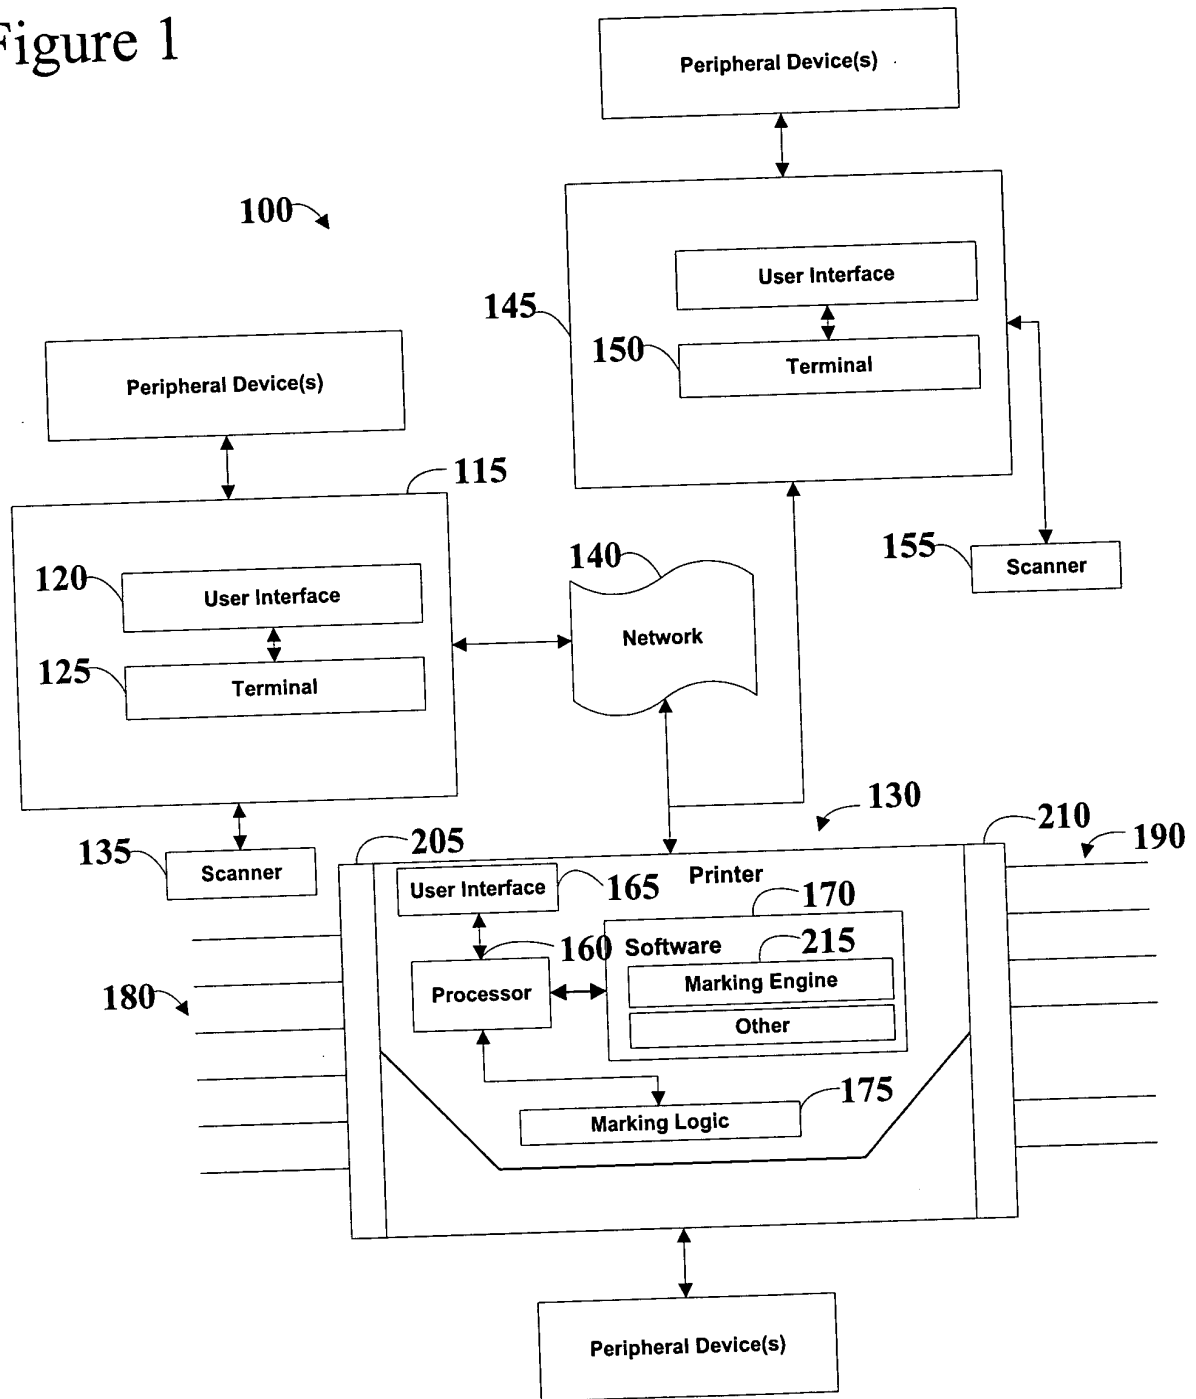 Figure 1
Peripheral Device(s)
100
User Interface
145
150
Terminal
Peripheral Device(s)
115
140
155
Scanner
120
User Interface
Network
125
Terminal
130
210
205
190
135
Scanner
User Interface
165
Printer
170
160
Software
215
Processor
Marking Engine
180
Other
175
Marking Logic
Peripheral Device(s)